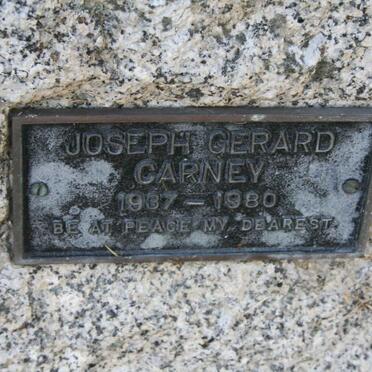 JOSEPH GERARD
CARNEY
1937 – 1980
BE AT PEACE MY DEAREST